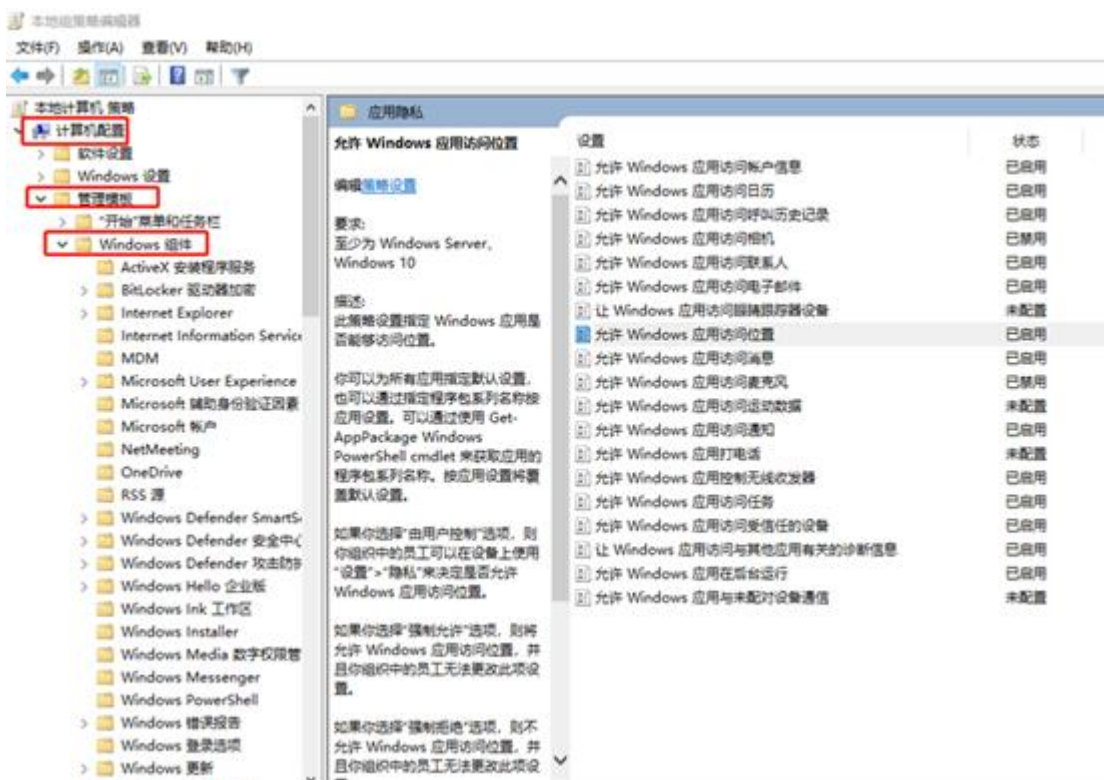 本地组策略编辑器
文件(F) 操作(A) 查看(V) 帮助(H)
本地计算机 策略
计算机配置
软件设置
Windows 设置
管理模板
"开始"菜单和任务栏
Windows 组件
ActiveX 安装程序服务
BitLocker 驱动器加密
Internet Explorer
Internet Information Service
MDM
Microsoft User Experience
Microsoft 辅助身份验证因素
Microsoft 帐户
NetMeeting
OneDrive
RSS 源
Windows Defender SmartS
Windows Defender 安全中心
Windows Defender 攻击防护
Windows Hello 企业版
Windows Ink 工作区
Windows Installer
Windows Media 数字权限管
Windows Messenger
Windows PowerShell
Windows 错误报告
Windows 登录选项
Windows 更新
应用隐私
允许 Windows 应用访问位置
编辑策略设置
要求:
至少为 Windows Server,
Windows 10
描述:
此策略设置指定 Windows 应用是
否能够访问位置。
你可以为所有应用指定默认设置,
也可以通过指定程序包系列名称按
应用设置。可以通过使用 Get-
AppPackage Windows
PowerShell cmdlet 来获取应用的
程序包系列名称。按应用设置将覆
盖默认设置。
如果你选择"由用户控制"选项, 则
你组织中的员工可以在设备上使用
"设置">"隐私"来决定是否允许
Windows 应用访问位置。
如果你选择"强制允许"选项, 则将
允许 Windows 应用访问位置, 并
且你组织中的员工无法更改此项设
置。
如果你选择"强制拒绝"选项, 则不
允许 Windows 应用访问位置, 并
且你组织中的员工无法更改此项设
设置 状态
允许 Windows 应用访问帐户信息 已启用
允许 Windows 应用访问日历 已启用
允许 Windows 应用访问呼叫历史记录 已启用
允许 Windows 应用访问相机 已禁用
允许 Windows 应用访问联系人 已启用
允许 Windows 应用访问电子邮件 已启用
让 Windows 应用访问眼睛跟踪器设备 未配置
允许 Windows 应用访问位置 已启用
允许 Windows 应用访问消息 已启用
允许 Windows 应用访问麦克风 已禁用
允许 Windows 应用访问运动数据 未配置
允许 Windows 应用访问通知 已启用
允许 Windows 应用打电话 未配置
允许 Windows 应用控制无线收发器 已启用
允许 Windows 应用访问任务 已启用
允许 Windows 应用访问受信任的设备 已启用
让 Windows 应用访问与其他应用有关的诊断信息 已启用
允许 Windows 应用在后台运行 已启用
允许 Windows 应用与未配对设备通信 未配置